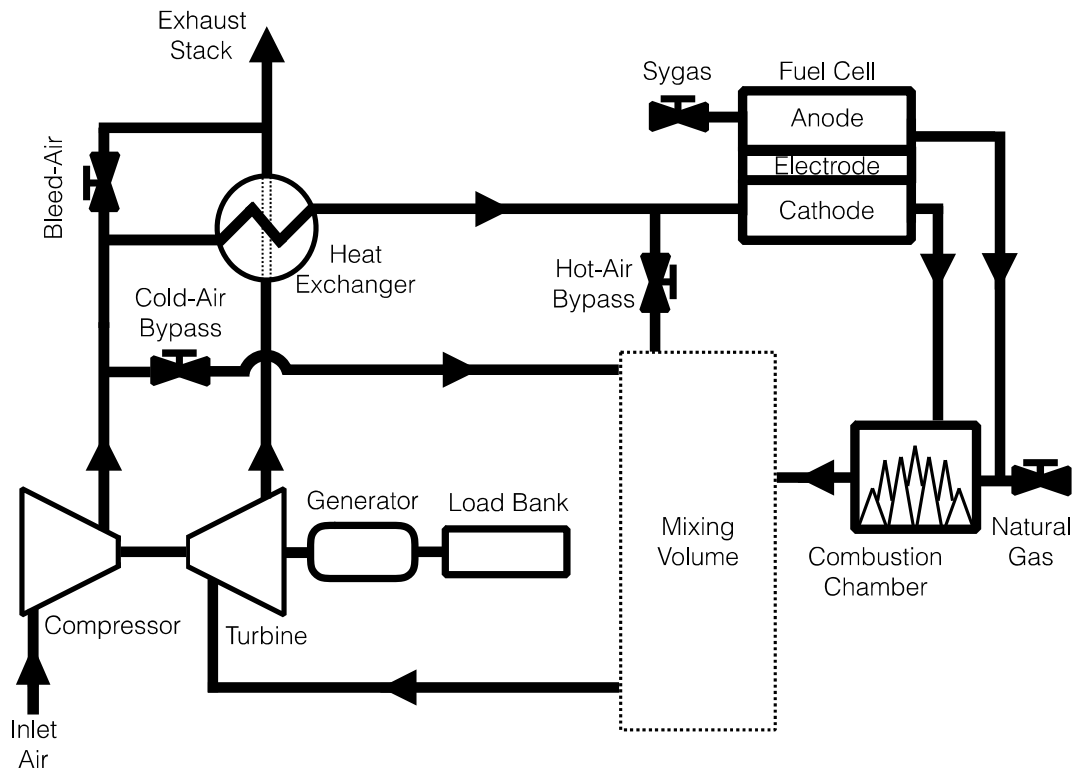 Exhaust
Stack
Sygas
Fuel Cell
Anode
Electrode
Cathode
Bleed-Air
Heat
Exchanger
Hot-Air
Bypass
Cold-Air
Bypass
Generator
Load Bank
Mixing
Volume
Natural
Gas
Combustion
Chamber
Compressor
Turbine
Inlet
Air